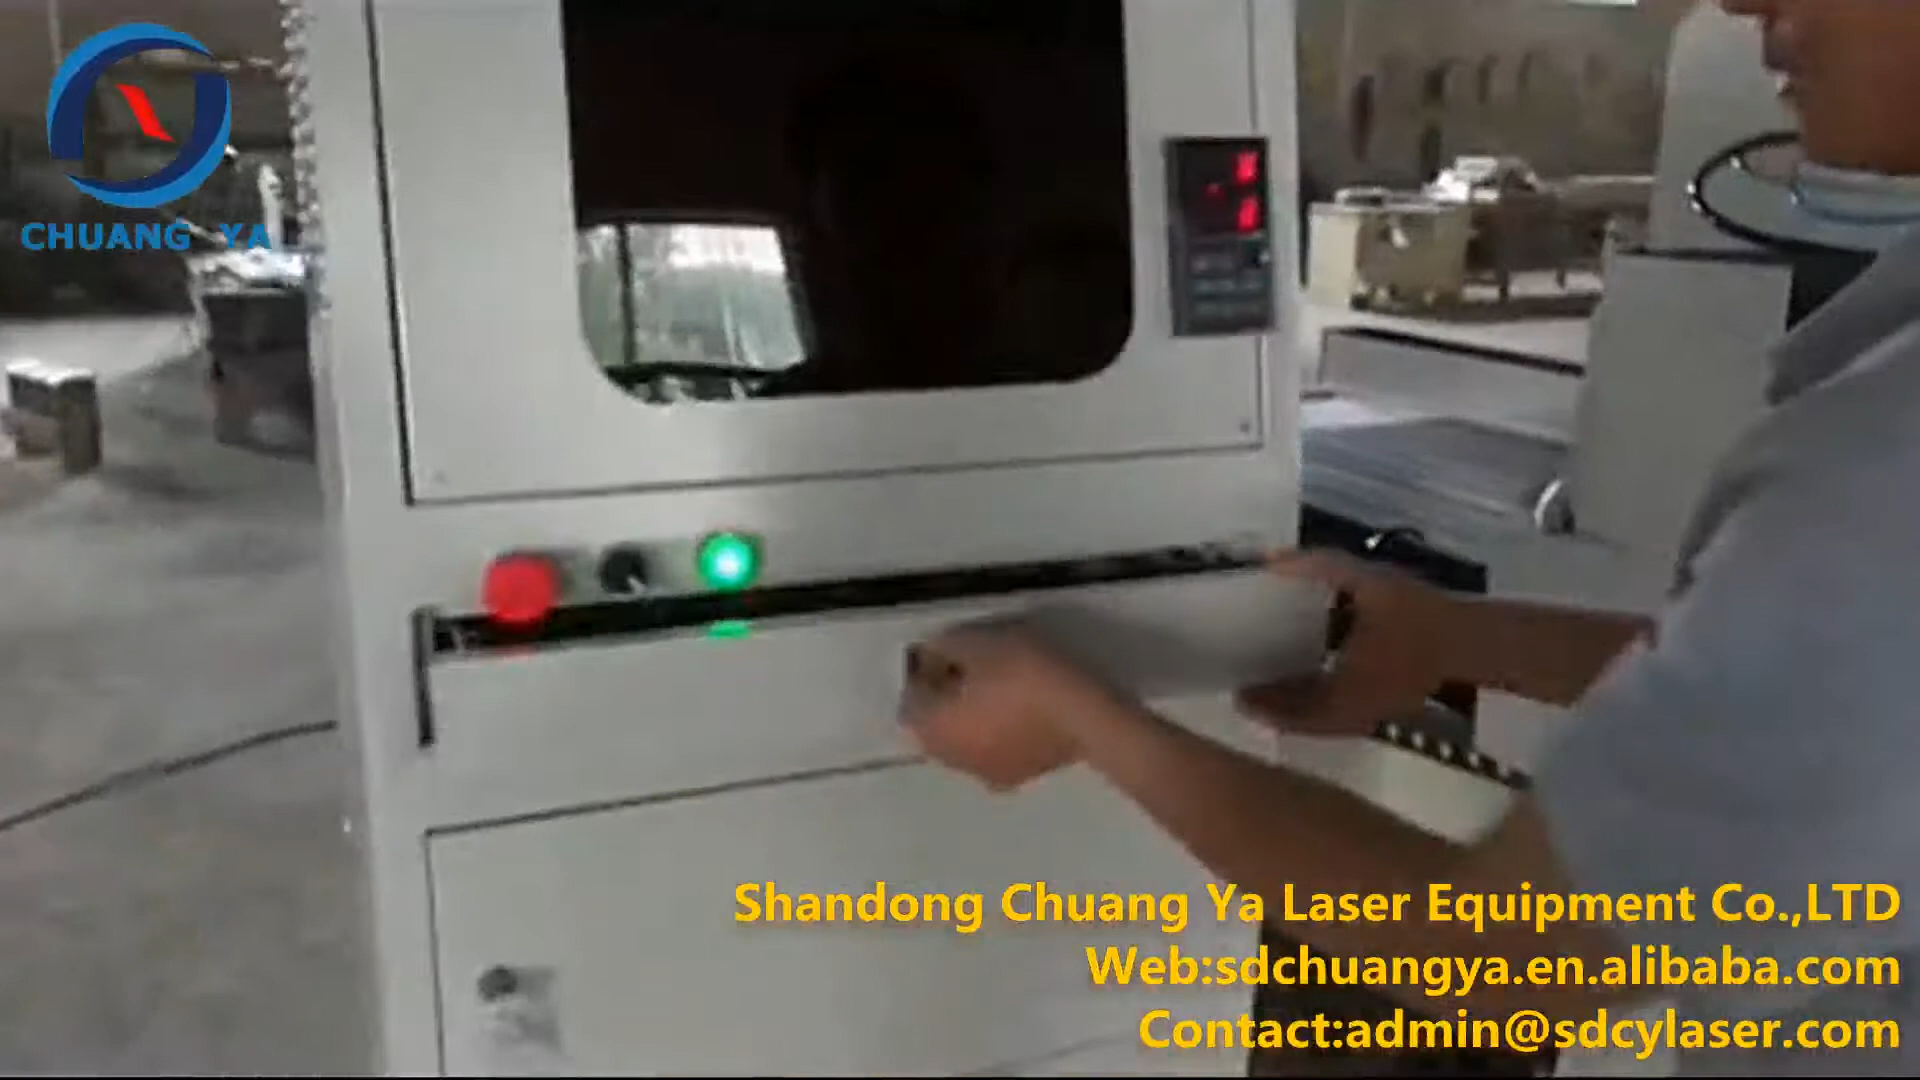 CHUANG YA
Shandong Chuang Ya Laser Equipment Co.,LTD
Web:sdchuangya.en.alibaba.com
Contact:admin@sdcylaser.com